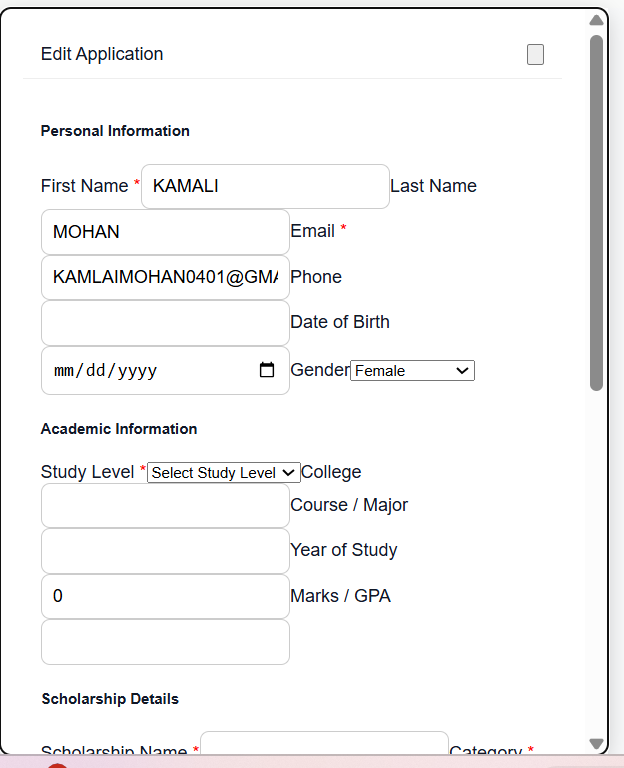 Edit Application
Personal Information
First Name * KAMALI Last Name
MOHAN Email *
KAMLAIMOHAN0401@GMA Phone
Date of Birth
mm/dd/yyyy Gender Female
Academic Information
Study Level * Select Study Level College
Course / Major
Year of Study
0 Marks / GPA
Scholarship Details
Scholarship Name * Category *